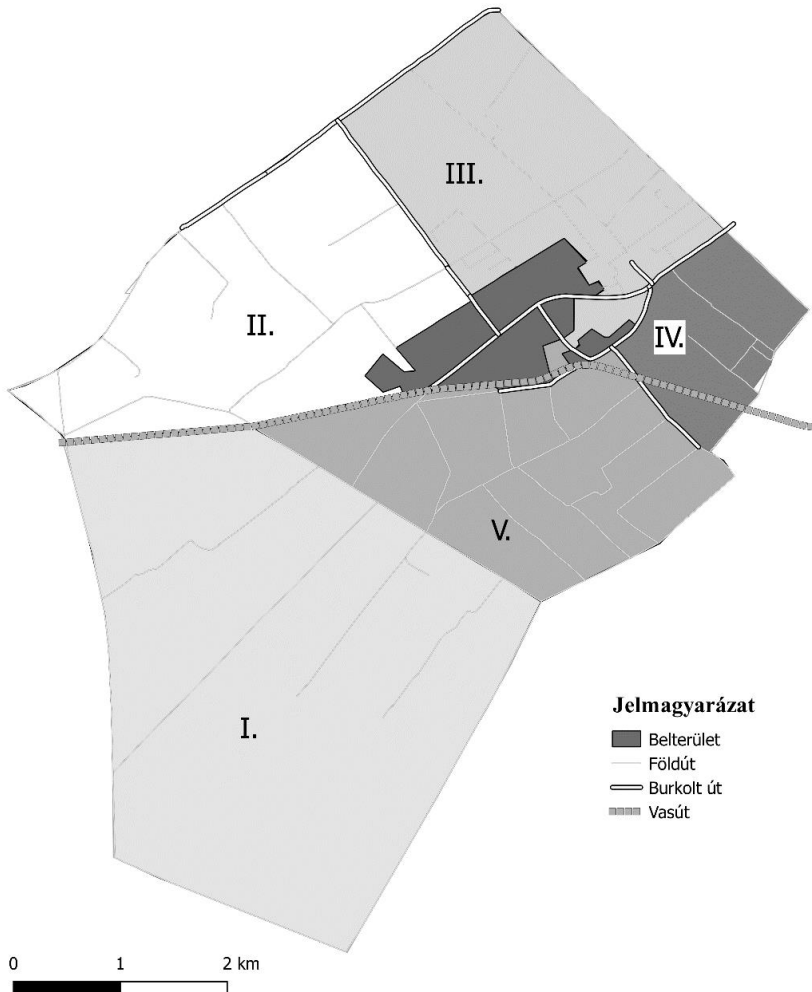 III.
II.
IV.
V.
I.
Jelmagyarázat
Belterület
Földút
Burkolt út
Vasút
0 1 2 km